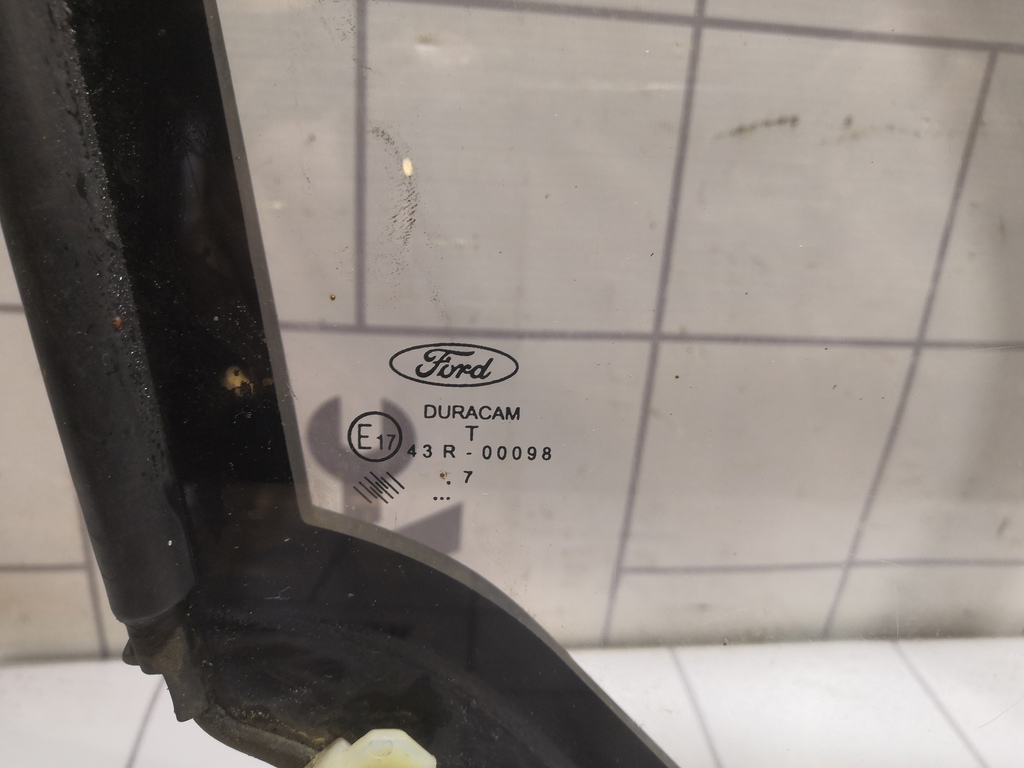 Ford
DURACAM
T
E17
43R-00098
. 7
...